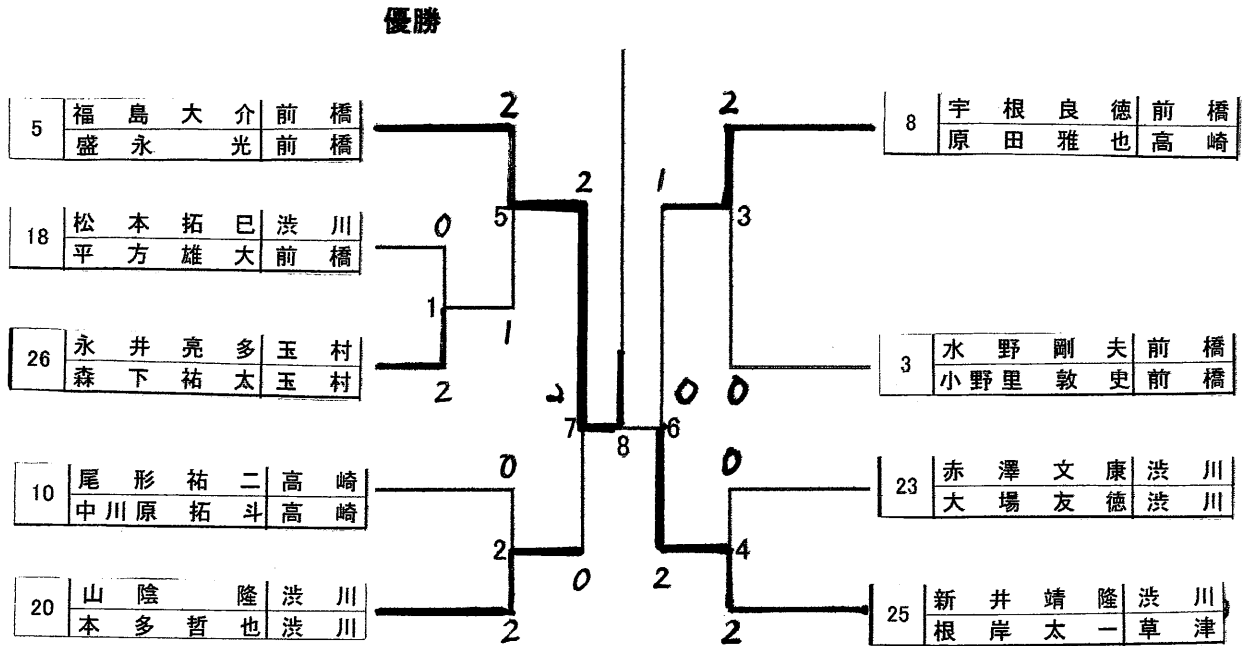 優勝
5 福島大介 前橋
盛永光 前橋
18 松本拓巳 渋川
平方雄大 前橋
26 永井亮多 玉村
森下祐太 玉村
10 尾形祐二 高崎
中川原拓斗 高崎
20 山陰隆 渋川
本多哲也 渋川
2
5
0
1
1
2
2
2
7
0
2
0
2
8
1
0
6
2
2
3
0
0
4
2
8 宇根良徳 前橋
原田雅也 高崎
3 水野剛夫 前橋
小野里敦史 前橋
23 赤澤文康 渋川
大場友徳 渋川
25 新井靖隆 渋川
根岸太一 草津